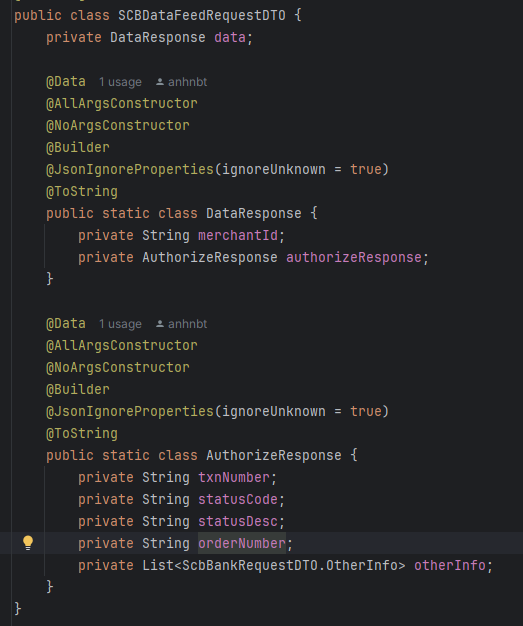 public class SCBDataFeedRequestDTO {
    private DataResponse data;
    @Data 1 usage anhnbt
    @AllArgsConstructor
    @NoArgsConstructor
    @Builder
    @JsonIgnoreProperties(ignoreUnknown = true)
    @ToString
    public static class DataResponse {
        private String merchantId;
        private AuthorizeResponse authorizeResponse;
    }
    @Data 1 usage anhnbt
    @AllArgsConstructor
    @NoArgsConstructor
    @Builder
    @JsonIgnoreProperties(ignoreUnknown = true)
    @ToString
    public static class AuthorizeResponse {
        private String txnNumber;
        private String statusCode;
        private String statusDesc;
        private String orderNumber;
        private List<ScbBankRequestDTO.OtherInfo> otherInfo;
    }
}